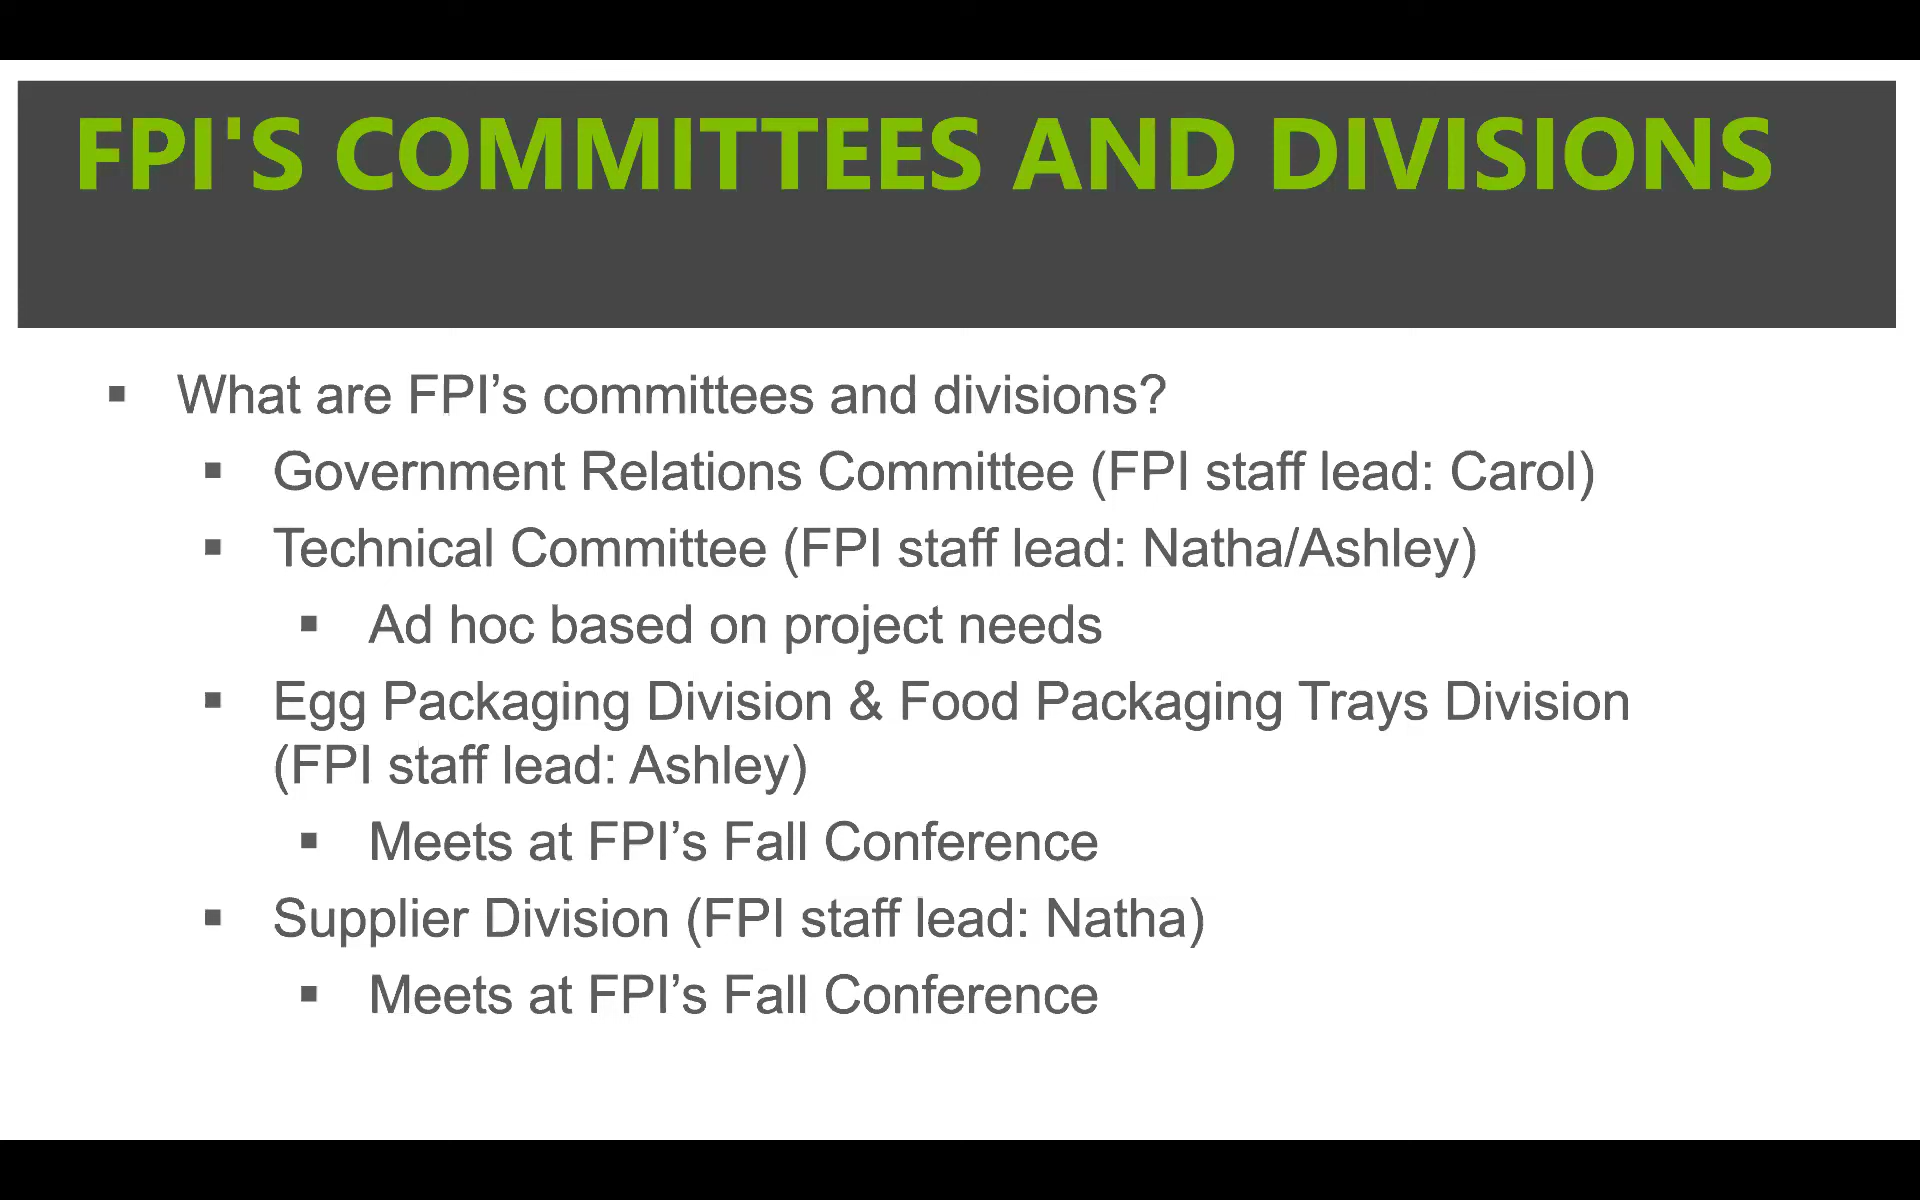 FPI'S COMMITTEES AND DIVISIONS
▪ What are FPI’s committees and divisions?
▪ Government Relations Committee (FPI staff lead: Carol)
▪ Technical Committee (FPI staff lead: Natha/Ashley)
▪ Ad hoc based on project needs
▪ Egg Packaging Division & Food Packaging Trays Division
(FPI staff lead: Ashley)
▪ Meets at FPI’s Fall Conference
▪ Supplier Division (FPI staff lead: Natha)
▪ Meets at FPI’s Fall Conference